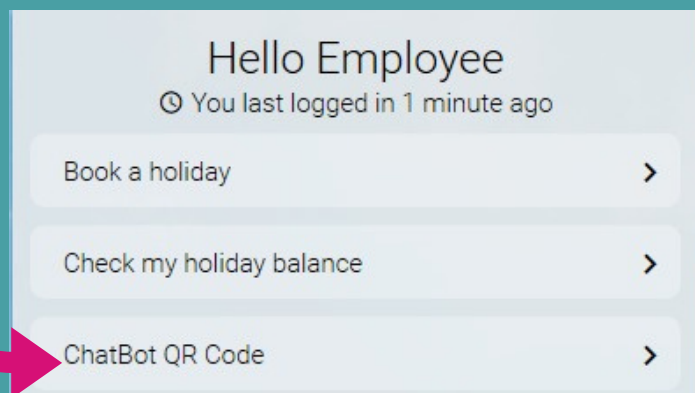 Hello Employee
You last logged in 1 minute ago
Book a holiday
Check my holiday balance
ChatBot QR Code